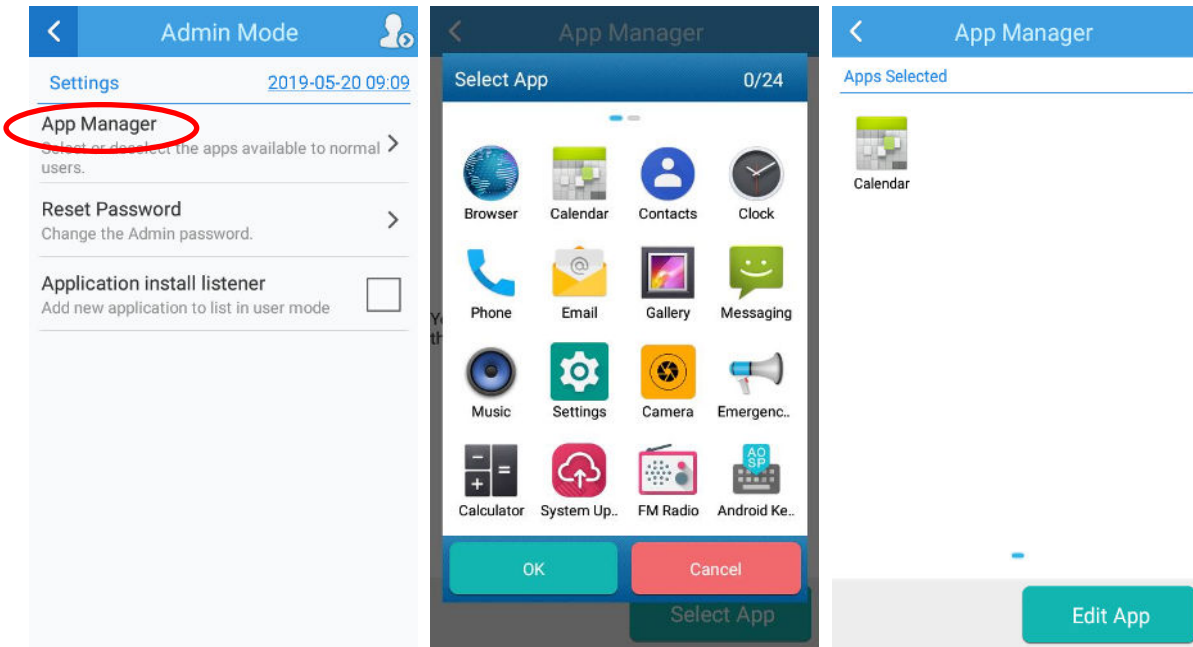 Admin Mode
Settings 2019-05-20 09:09
App Manager
Select or deselect the apps available to normal
users.
Reset Password
Change the Admin password.
Application install listener
Add new application to list in user mode
App Manager
Select App 0/24
Browser Calendar Contacts Clock
Phone Email Gallery Messaging
Music Settings Camera Emergenc..
Calculator System Up.. FM Radio Android Ke..
AO
SP
OK Cancel
Select App
App Manager
Apps Selected
Calendar
Edit App